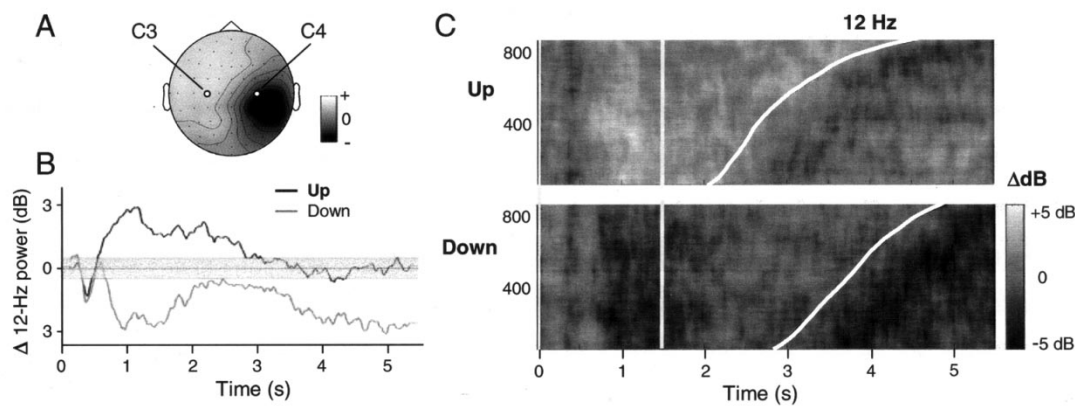 A
C3
C4
+
0
-
B
Up
Down
Δ 12-Hz power (dB)
3
0
3
0 1 2 3 4 5
Time (s)
C
12 Hz
Up
800
400
Down
800
400
0 1 2 3 4 5
Time (s)
ΔdB
+5 dB
0
-5 dB